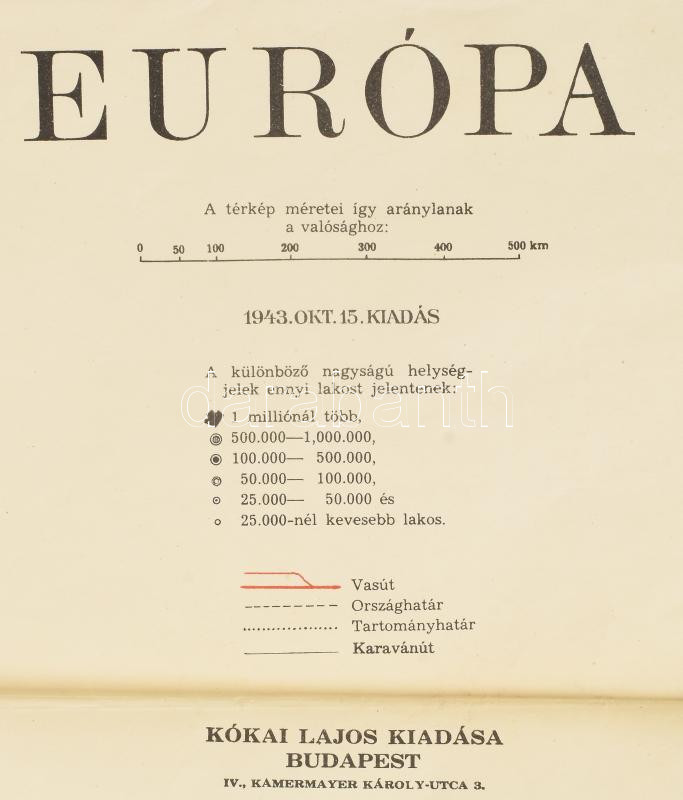 EURÓPA
A térkép méretei így aránylanak
a valósághoz:
0 50 100 200 300 400 500 km
1943.OKT.15.KIADÁS
A különböző nagyságú helység-
jelek ennyi lakost jelentenek:
darabanth
1 milliónál több,
500.000—1,000.000,
100.000— 500.000,
50.000— 100.000,
25.000— 50.000 és
25.000-nél kevesebb lakos.
Vasút
Országhatár
Tartományhatár
Karavánút
KÓKAI LAJOS KIADÁSA
BUDAPEST
IV., KAMERMAYER KÁROLY-UTCA 3.